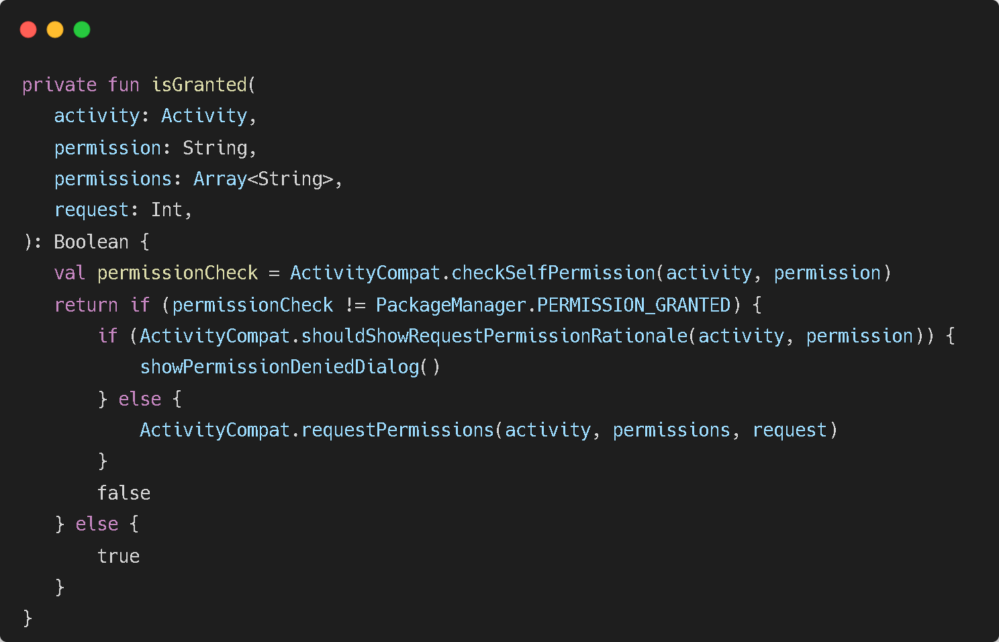 private fun isGranted(
   activity: Activity,
   permission: String,
   permissions: Array<String>,
   request: Int,
): Boolean {
   val permissionCheck = ActivityCompat.checkSelfPermission(activity, permission)
   return if (permissionCheck != PackageManager.PERMISSION_GRANTED) {
       if (ActivityCompat.shouldShowRequestPermissionRationale(activity, permission)) {
           showPermissionDeniedDialog()
       } else {
           ActivityCompat.requestPermissions(activity, permissions, request)
       }
       false
   } else {
       true
   }
}